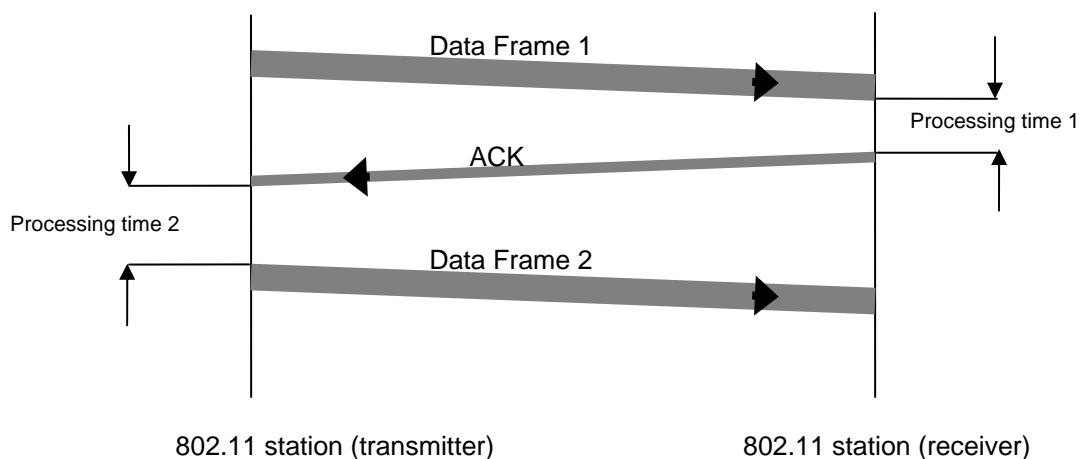 Data Frame 1
Processing time 1
ACK
Processing time 2
Data Frame 2
802.11 station (transmitter)
802.11 station (receiver)